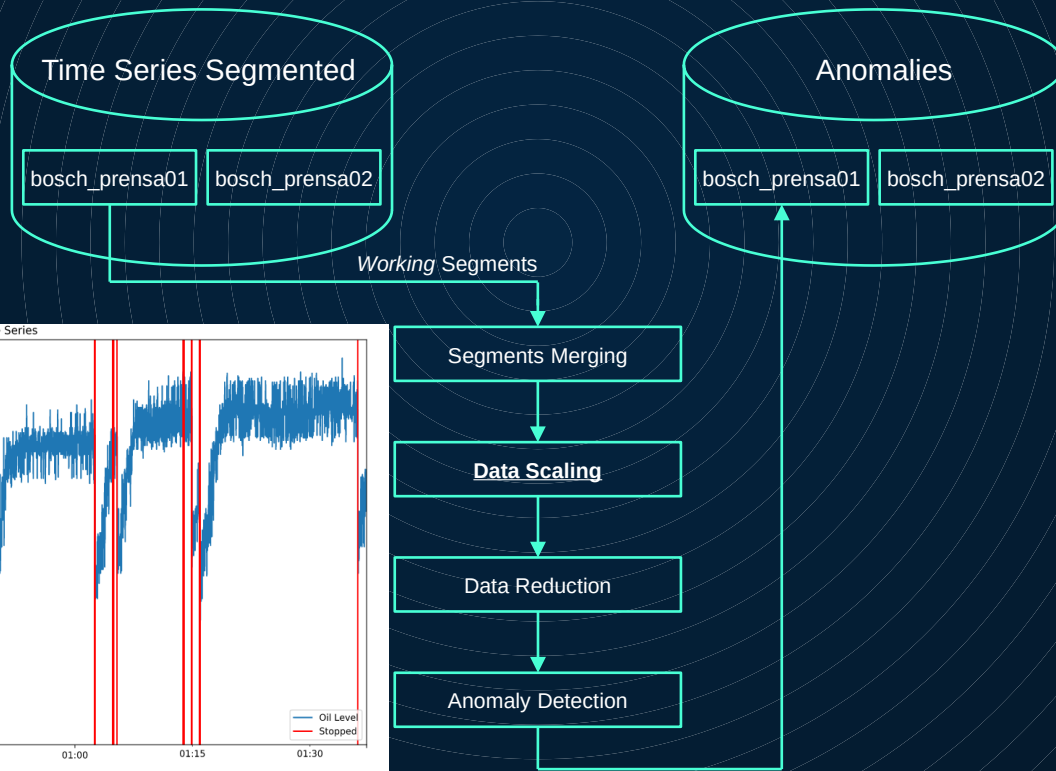 Time Series Segmented
Anomalies
bosch_prensa01
bosch_prensa02
bosch_prensa01
bosch_prensa02
Working Segments
Series
Segments Merging
Data Scaling
Data Reduction
Anomaly Detection
Oil Level
Stopped
01:00
01:15
01:30